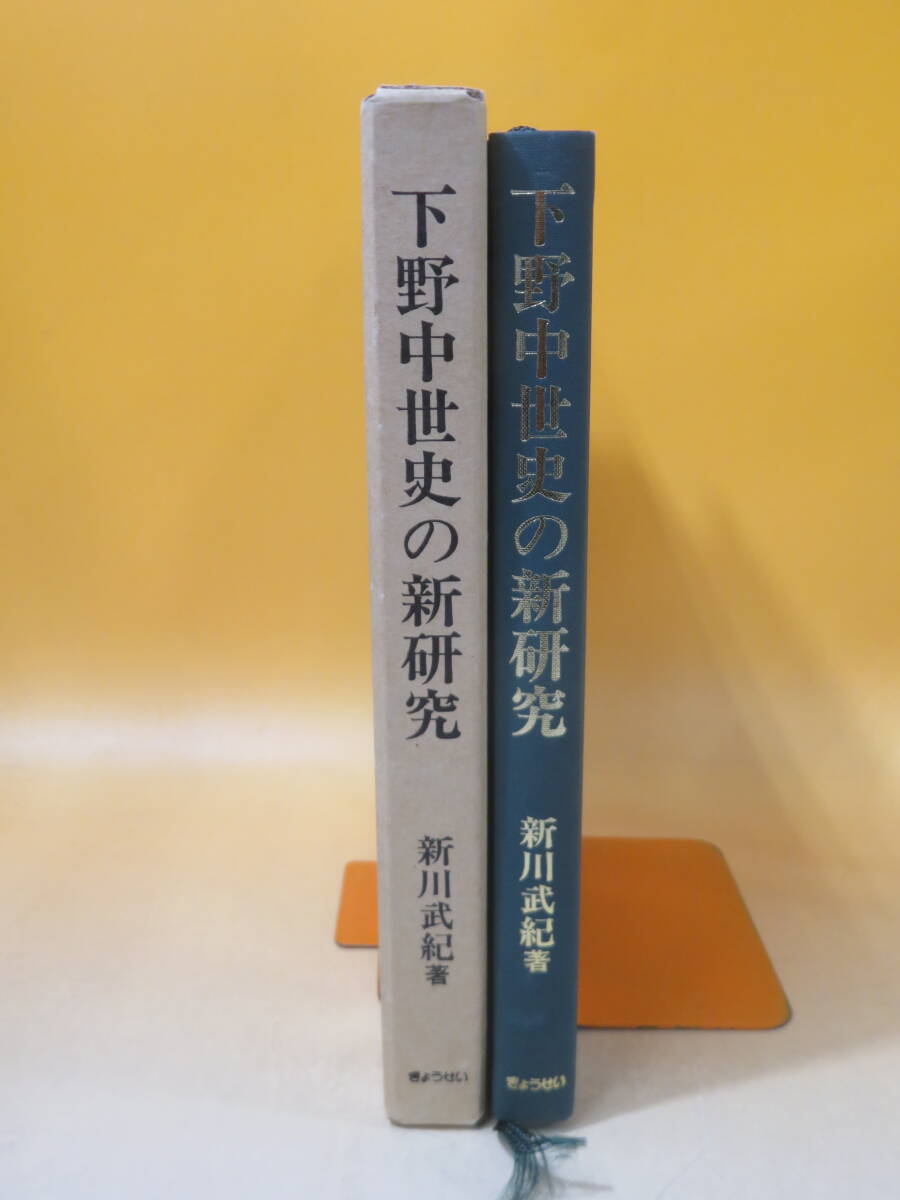 下野中世史の新研究
新川武紀著
ぎょうせい
下野中世史の新研究
新川武紀著
ぎょうせい